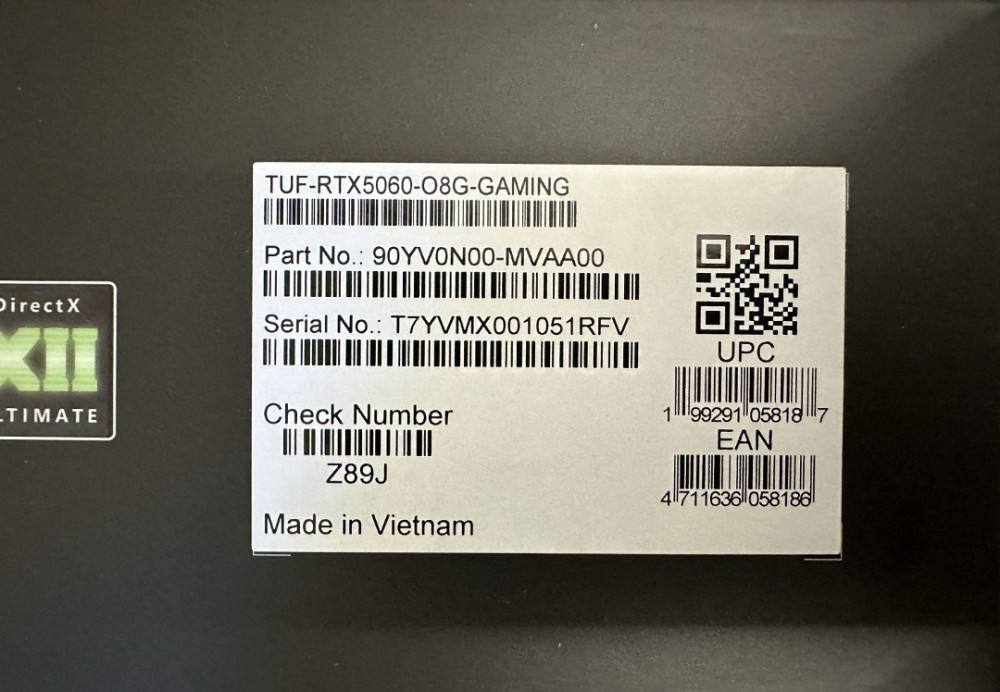 TUF-RTX5060-O8G-GAMING
Part No.: 90YV0N00-MVAA00
Serial No.: T7YVMX001051RFV
Check Number
Z89J
Made in Vietnam
UPC
1 99291 05818 7
EAN
4 711636 058186
DirectX
XII
LTIMATE